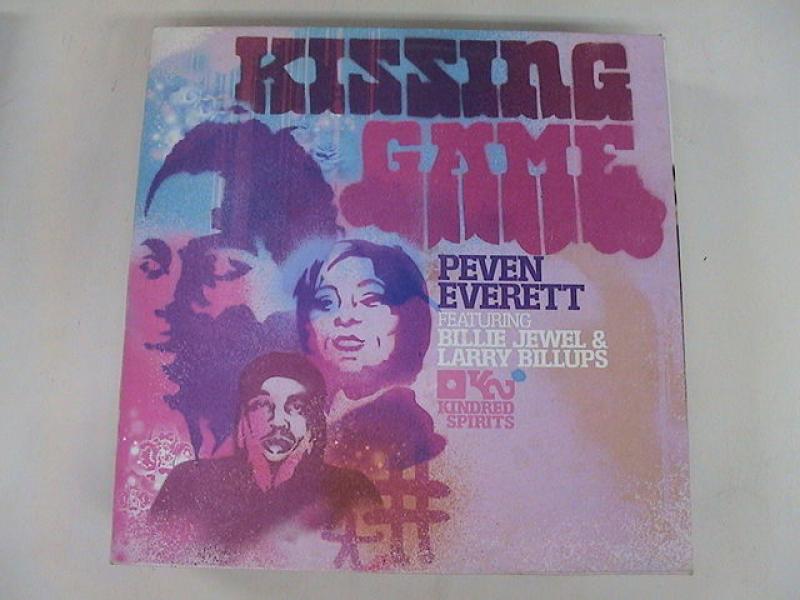 KISSING
GAME
PEVEN
EVERETT
FEATURING
BILLIE JEWEL &
LARRY BILLUPS
KINDRED
SPIRITS